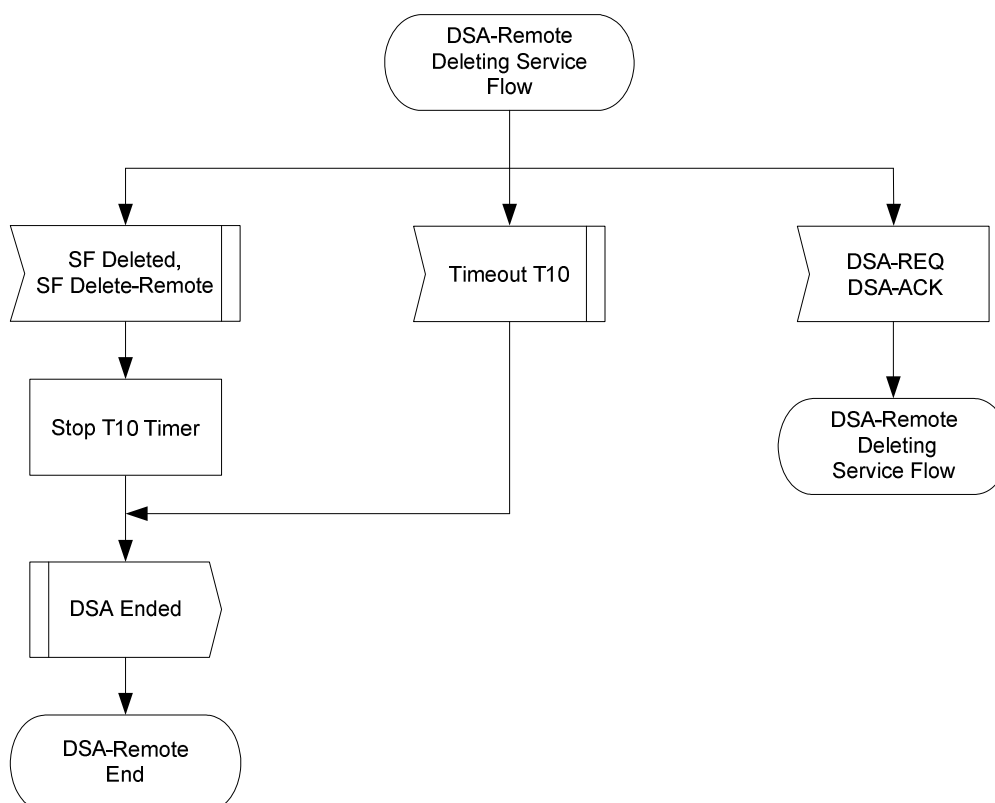 DSA-Remote
Deleting Service
Flow
SF Deleted,
SF Delete-Remote
Timeout T10
DSA-REQ
DSA-ACK
Stop T10 Timer
DSA-Remote
Deleting
Service Flow
DSA Ended
DSA-Remote
End